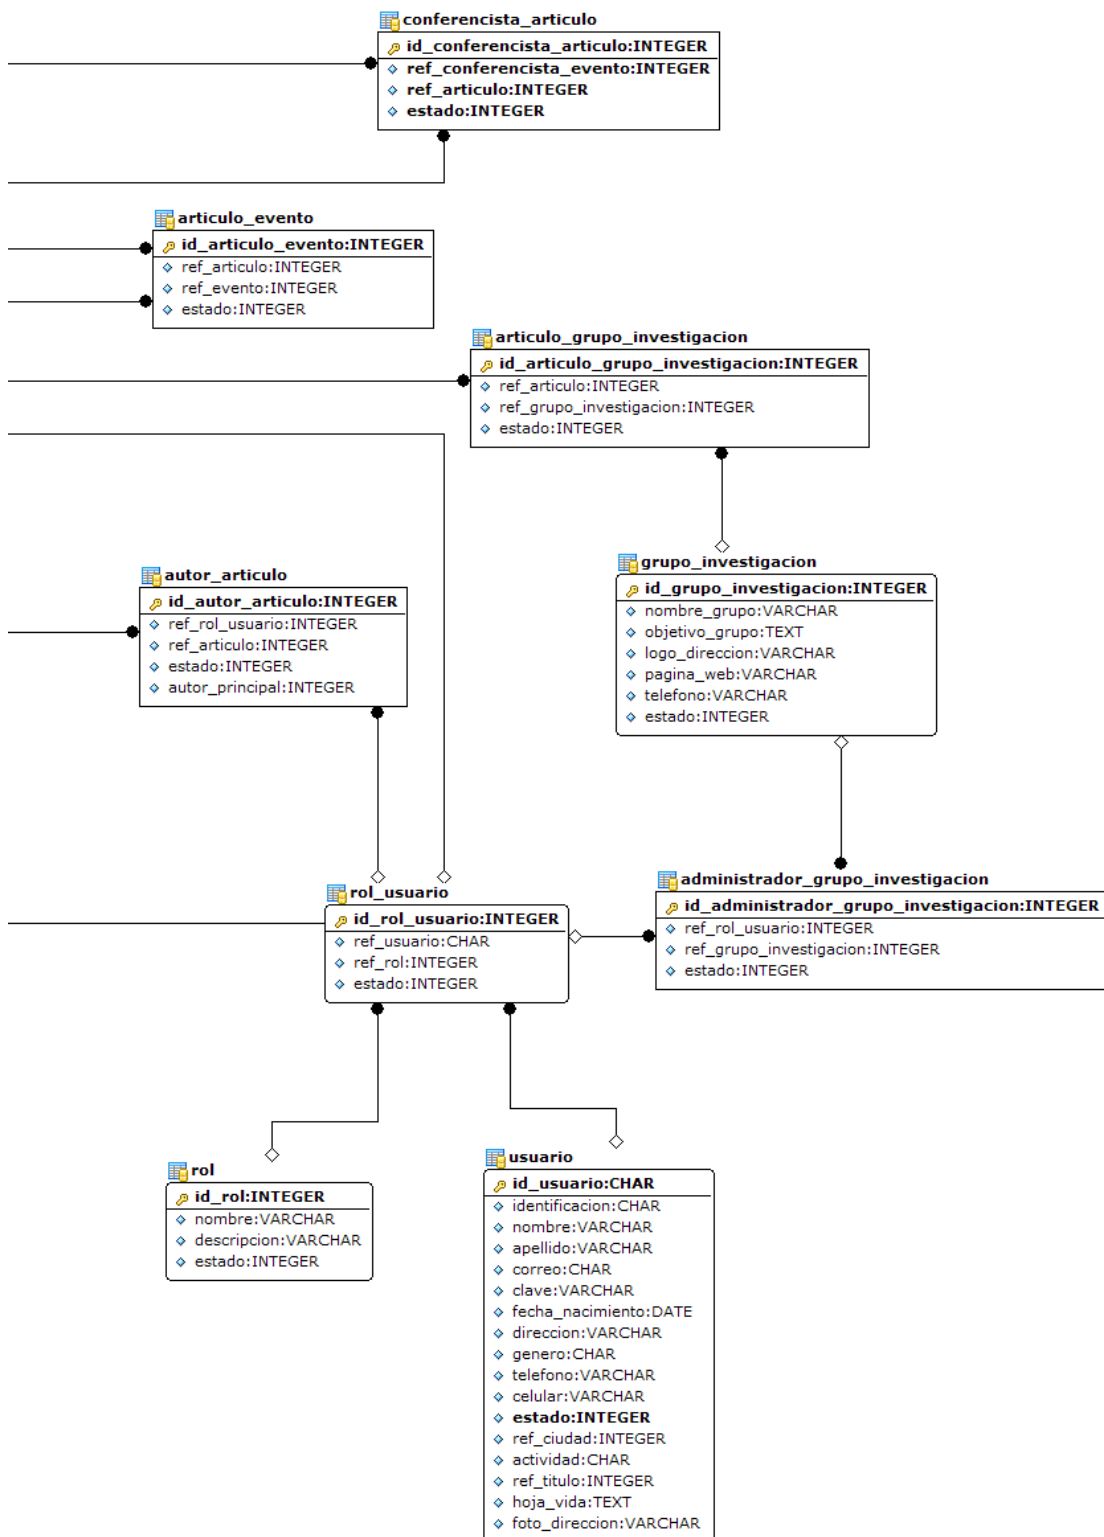 conferencista_articulo
id_conferencista_articulo:INTEGER
ref_conferencista_evento:INTEGER
ref_articulo:INTEGER
estado:INTEGER
articulo_evento
id_articulo_evento:INTEGER
ref_articulo:INTEGER
ref_evento:INTEGER
estado:INTEGER
articulo_grupo_investigacion
id_articulo_grupo_investigacion:INTEGER
ref_articulo:INTEGER
ref_grupo_investigacion:INTEGER
estado:INTEGER
grupo_investigacion
id_grupo_investigacion:INTEGER
nombre_grupo:VARCHAR
objetivo_grupo:TEXT
logo_direccion:VARCHAR
pagina_web:VARCHAR
telefono:VARCHAR
estado:INTEGER
autor_articulo
id_autor_articulo:INTEGER
ref_rol_usuario:INTEGER
ref_articulo:INTEGER
estado:INTEGER
autor_principal:INTEGER
rol_usuario
id_rol_usuario:INTEGER
ref_usuario:CHAR
ref_rol:INTEGER
estado:INTEGER
administrador_grupo_investigacion
id_administrador_grupo_investigacion:INTEGER
ref_rol_usuario:INTEGER
ref_grupo_investigacion:INTEGER
estado:INTEGER
rol
id_rol:INTEGER
nombre:VARCHAR
descripcion:VARCHAR
estado:INTEGER
usuario
id_usuario:CHAR
identificacion:CHAR
nombre:VARCHAR
apellido:VARCHAR
correo:CHAR
clave:VARCHAR
fecha_nacimiento:DATE
direccion:VARCHAR
genero:CHAR
telefono:VARCHAR
celular:VARCHAR
estado:INTEGER
ref_ciudad:INTEGER
actividad:CHAR
ref_titulo:INTEGER
hoja_vida:TEXT
foto_direccion:VARCHAR